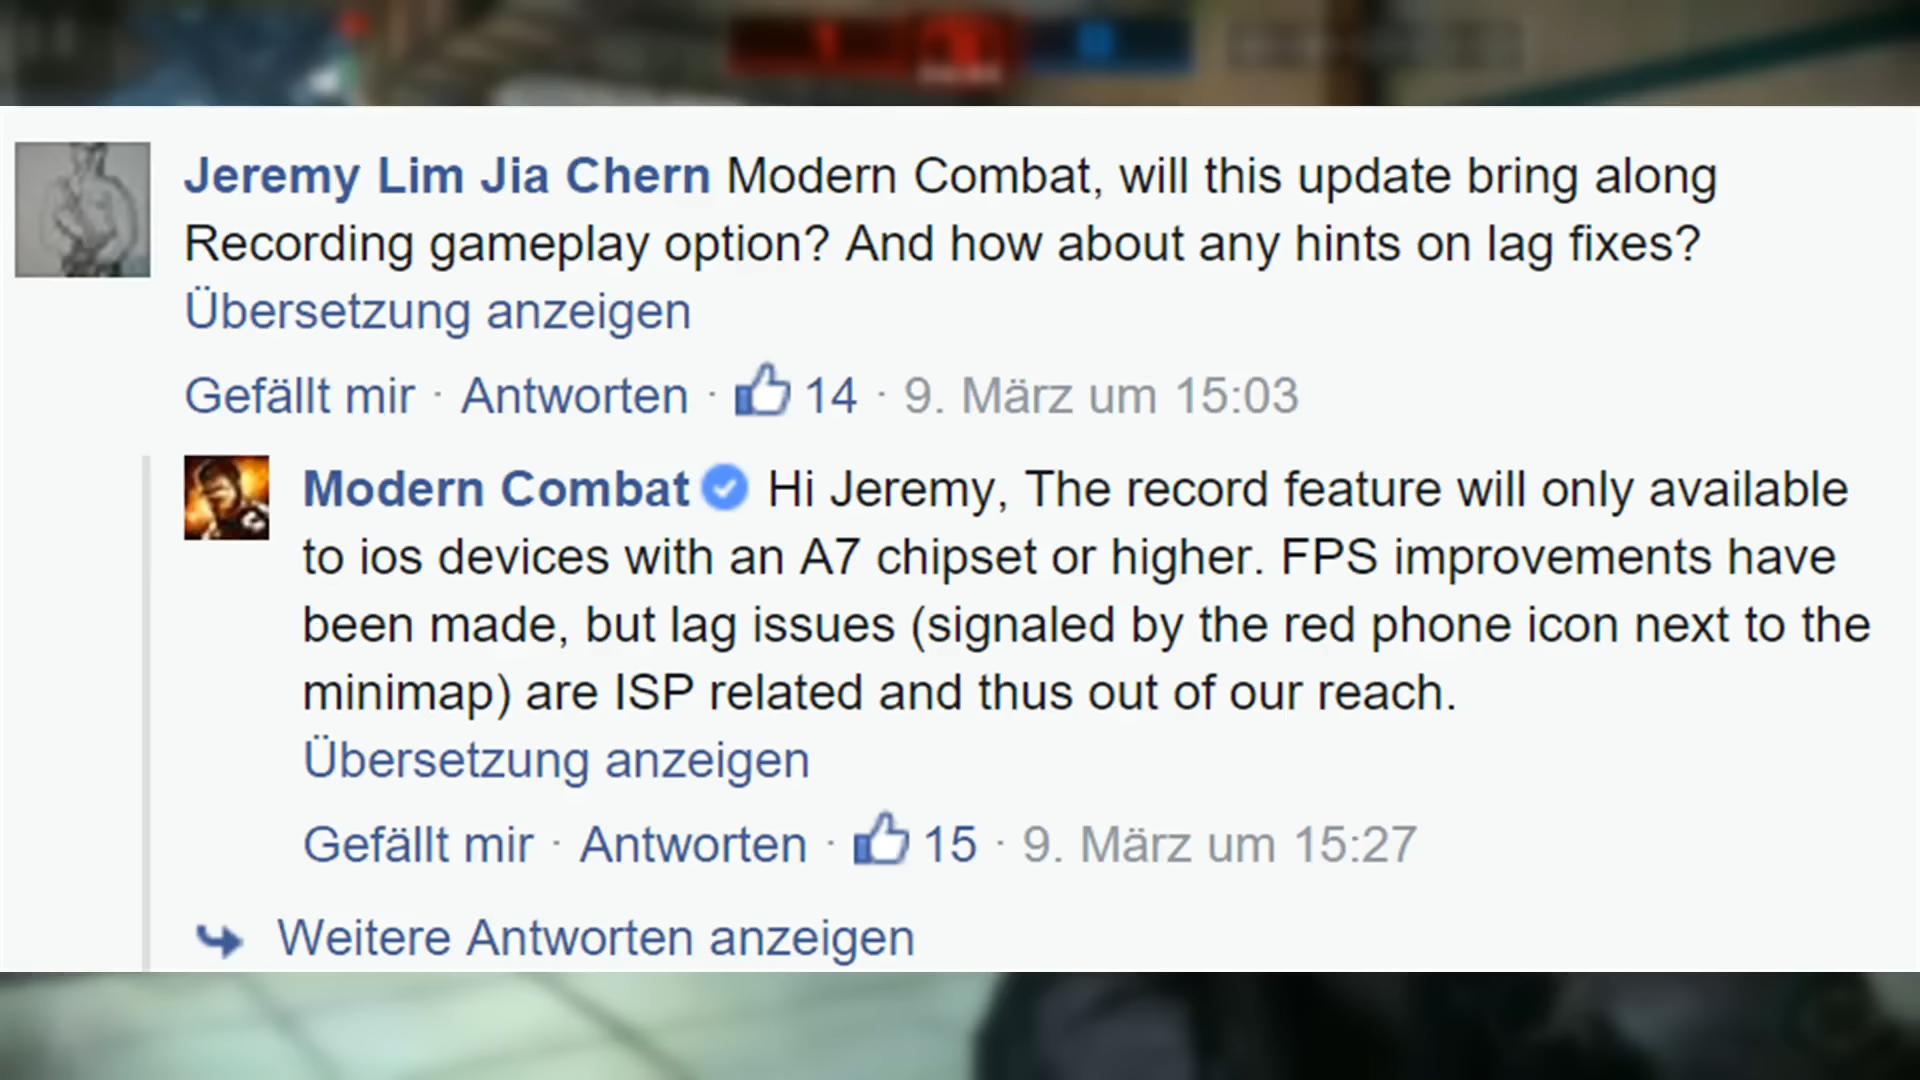 Jeremy Lim Jia Chern Modern Combat, will this update bring along
Recording gameplay option? And how about any hints on lag fixes?
Übersetzung anzeigen
Gefällt mir · Antworten · 14 · 9. März um 15:03
Modern Combat Hi Jeremy, The record feature will only available
to ios devices with an A7 chipset or higher. FPS improvements have
been made, but lag issues (signaled by the red phone icon next to the
minimap) are ISP related and thus out of our reach.
Übersetzung anzeigen
Gefällt mir · Antworten · 15 · 9. März um 15:27
Weitere Antworten anzeigen